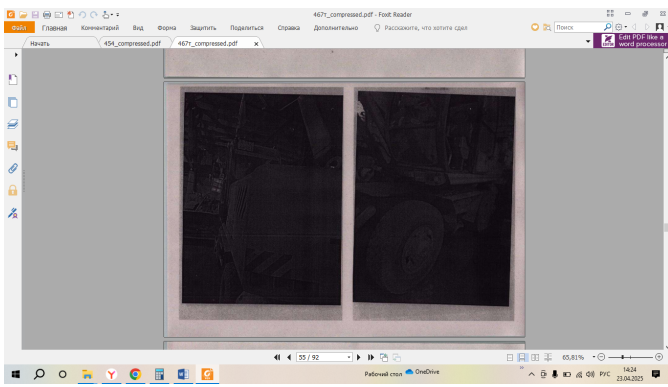 467т_compressed.pdf - Foxit Reader
Файл Главная Комментарий Вид Форма Защитить Поделиться Справка Дополнительно Расскажите, что хотите сдел Поиск
Edit PDF like a word processor
Начать 454_compressed.pdf 467т_compressed.pdf x
EDITOR
55 / 92 65,81%
Рабочий стол OneDrive РУС 14:24
23.04.2025